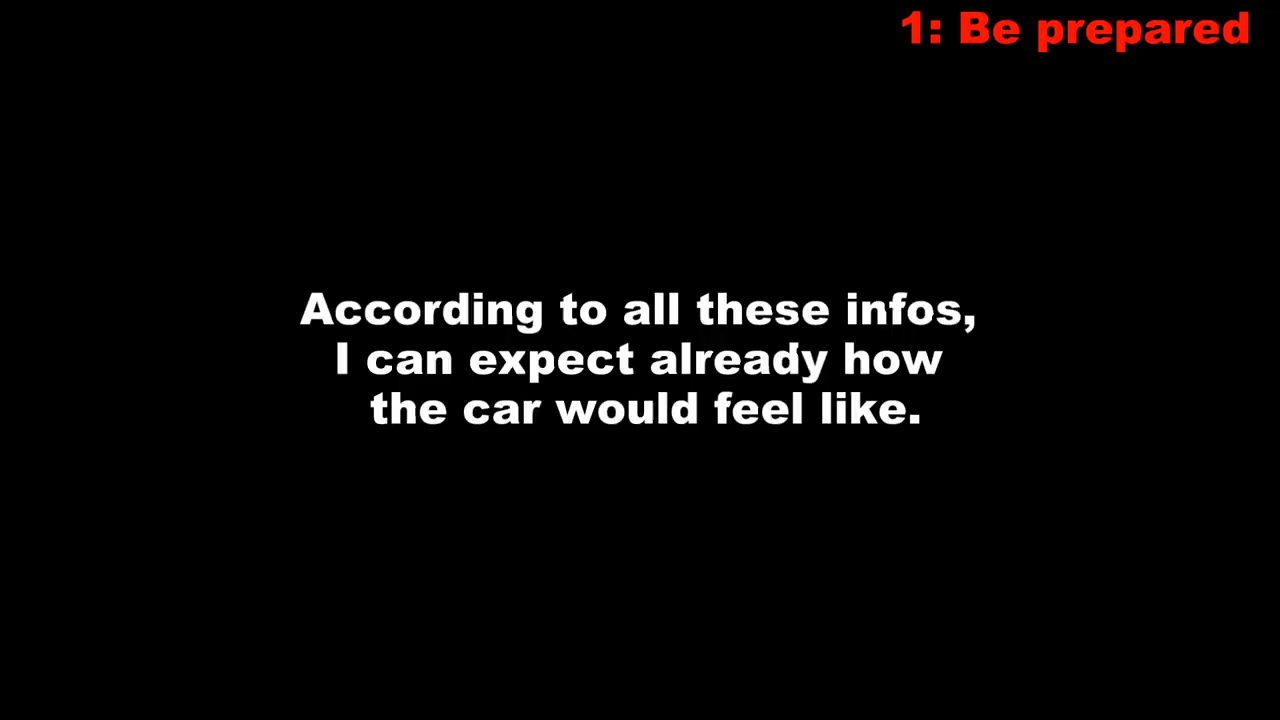 1: Be prepared
According to all these infos,
I can expect already how
the car would feel like.